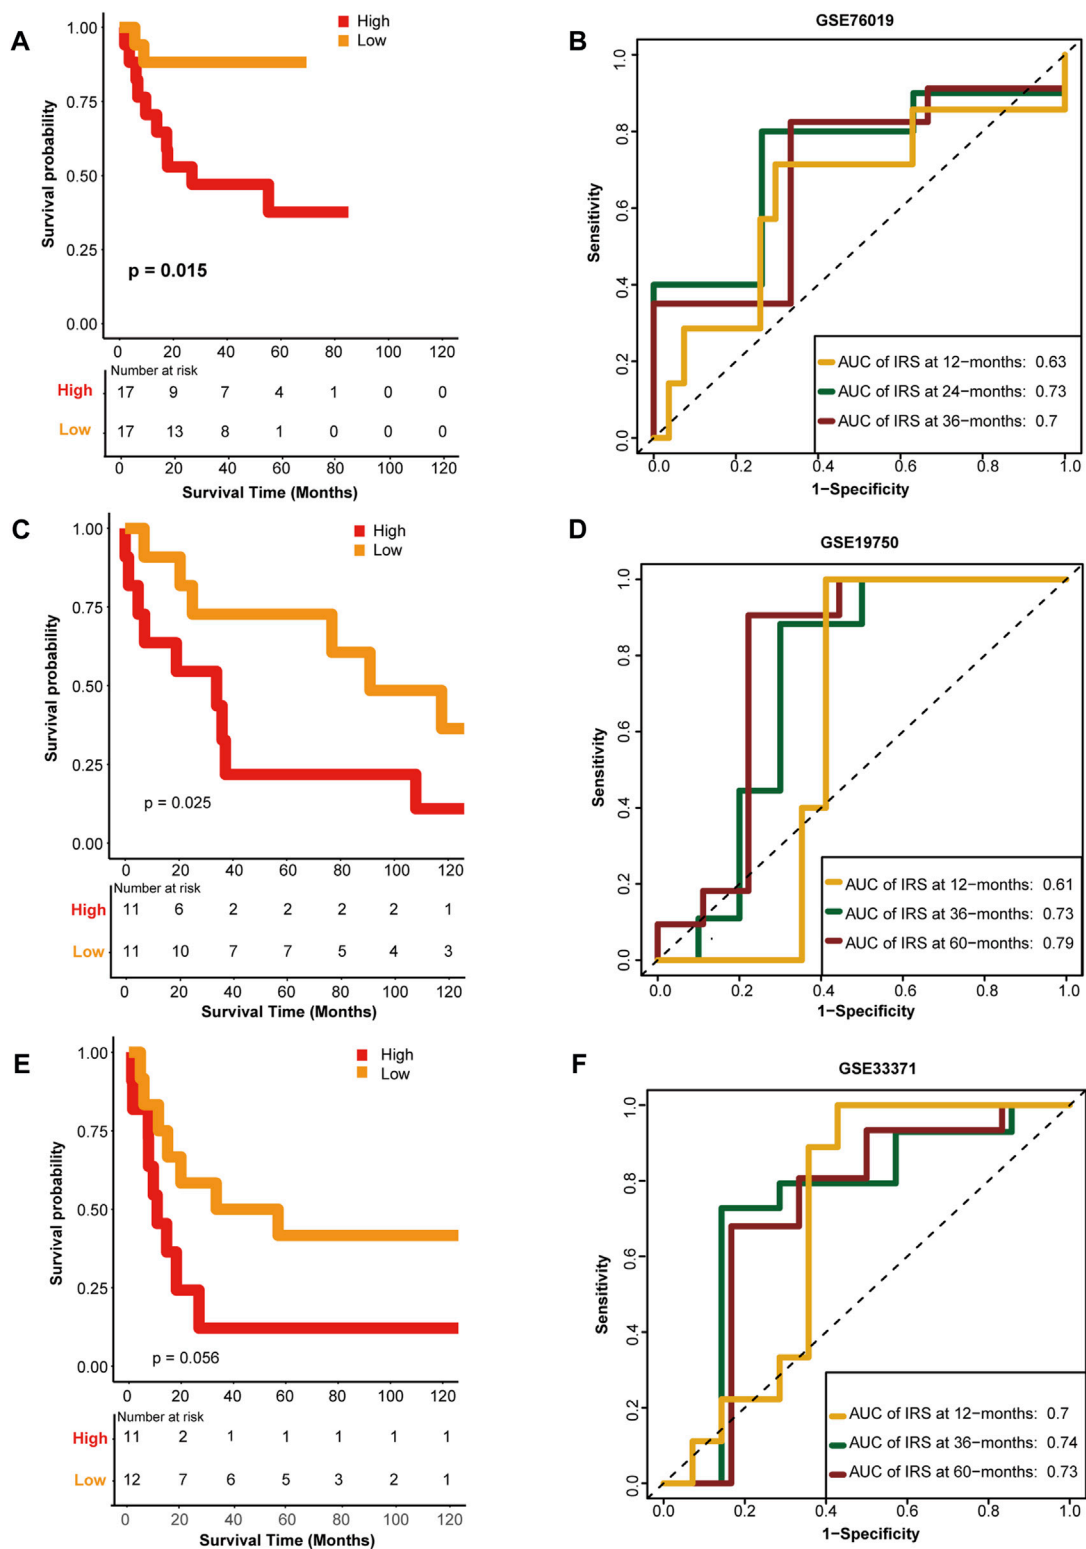 A
High
Low
Survival probability
1.00
0.75
0.50
0.25
0.00
p = 0.015
0 20 40 60 80 100 120
Number at risk
High 17 9 7 4 1 0 0
Low 17 13 8 1 0 0 0
0 20 40 60 80 100 120
Survival Time (Months)
B
GSE76019
Sensitivity
1.0
0.8
0.6
0.4
0.2
0.0
AUC of IRS at 12-months: 0.63
AUC of IRS at 24-months: 0.73
AUC of IRS at 36-months: 0.7
0.0 0.2 0.4 0.6 0.8 1.0
1-Specificity
C
High
Low
Survival probability
1.00
0.75
0.50
0.25
0.00
p = 0.025
0 20 40 60 80 100 120
Number at risk
High 11 6 2 2 2 2 1
Low 11 10 7 7 5 4 3
0 20 40 60 80 100 120
Survival Time (Months)
D
GSE19750
Sensitivity
1.0
0.8
0.6
0.4
0.2
0.0
AUC of IRS at 12-months: 0.61
AUC of IRS at 36-months: 0.73
AUC of IRS at 60-months: 0.79
0.0 0.2 0.4 0.6 0.8 1.0
1-Specificity
E
High
Low
Survival probability
1.00
0.75
0.50
0.25
0.00
p = 0.056
0 20 40 60 80 100 120
Number at risk
High 11 2 1 1 1 1 1
Low 12 7 6 5 3 2 1
0 20 40 60 80 100 120
Survival Time (Months)
F
GSE33371
Sensitivity
1.0
0.8
0.6
0.4
0.2
0.0
AUC of IRS at 12-months: 0.7
AUC of IRS at 36-months: 0.74
AUC of IRS at 60-months: 0.73
0.0 0.2 0.4 0.6 0.8 1.0
1-Specificity